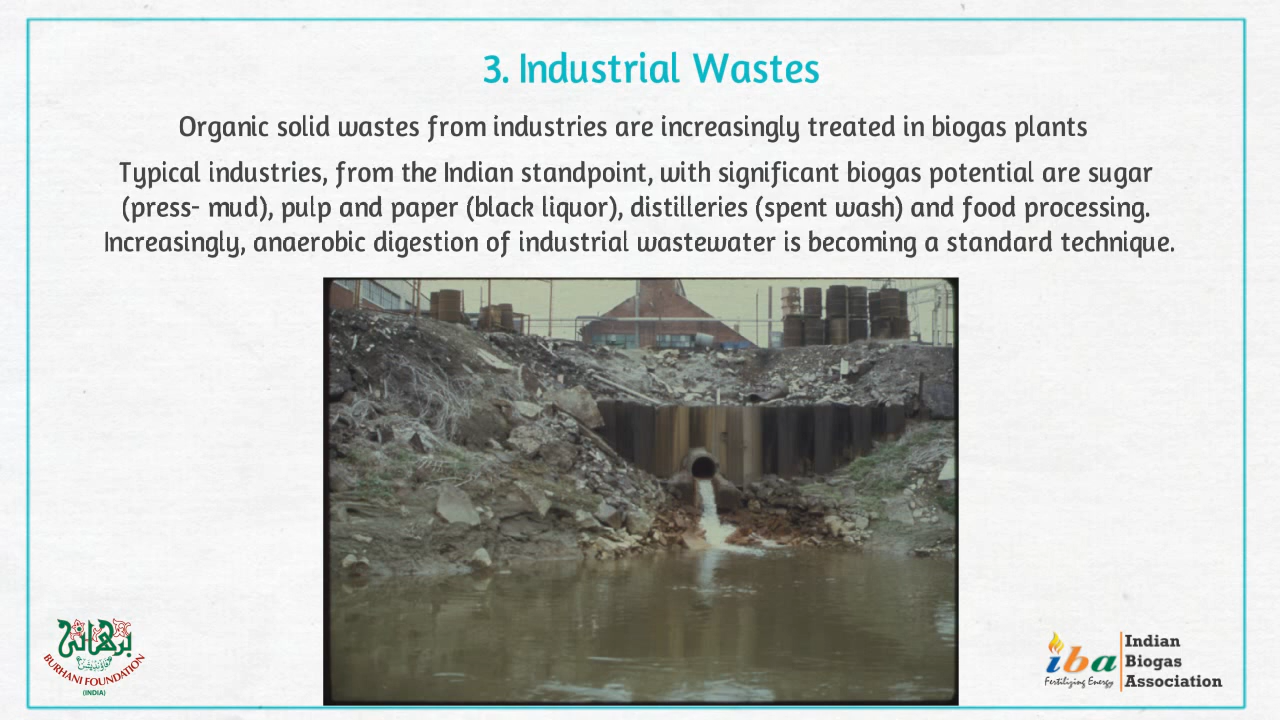 3. Industrial Wastes
Organic solid wastes from industries are increasingly treated in biogas plants
Typical industries, from the Indian standpoint, with significant biogas potential are sugar
(press- mud), pulp and paper (black liquor), distilleries (spent wash) and food processing.
Increasingly, anaerobic digestion of industrial wastewater is becoming a standard technique.
برهاني
BURHANI FOUNDATION
(INDIA)
iba
Fertilizing Energy
Indian
Biogas
Association